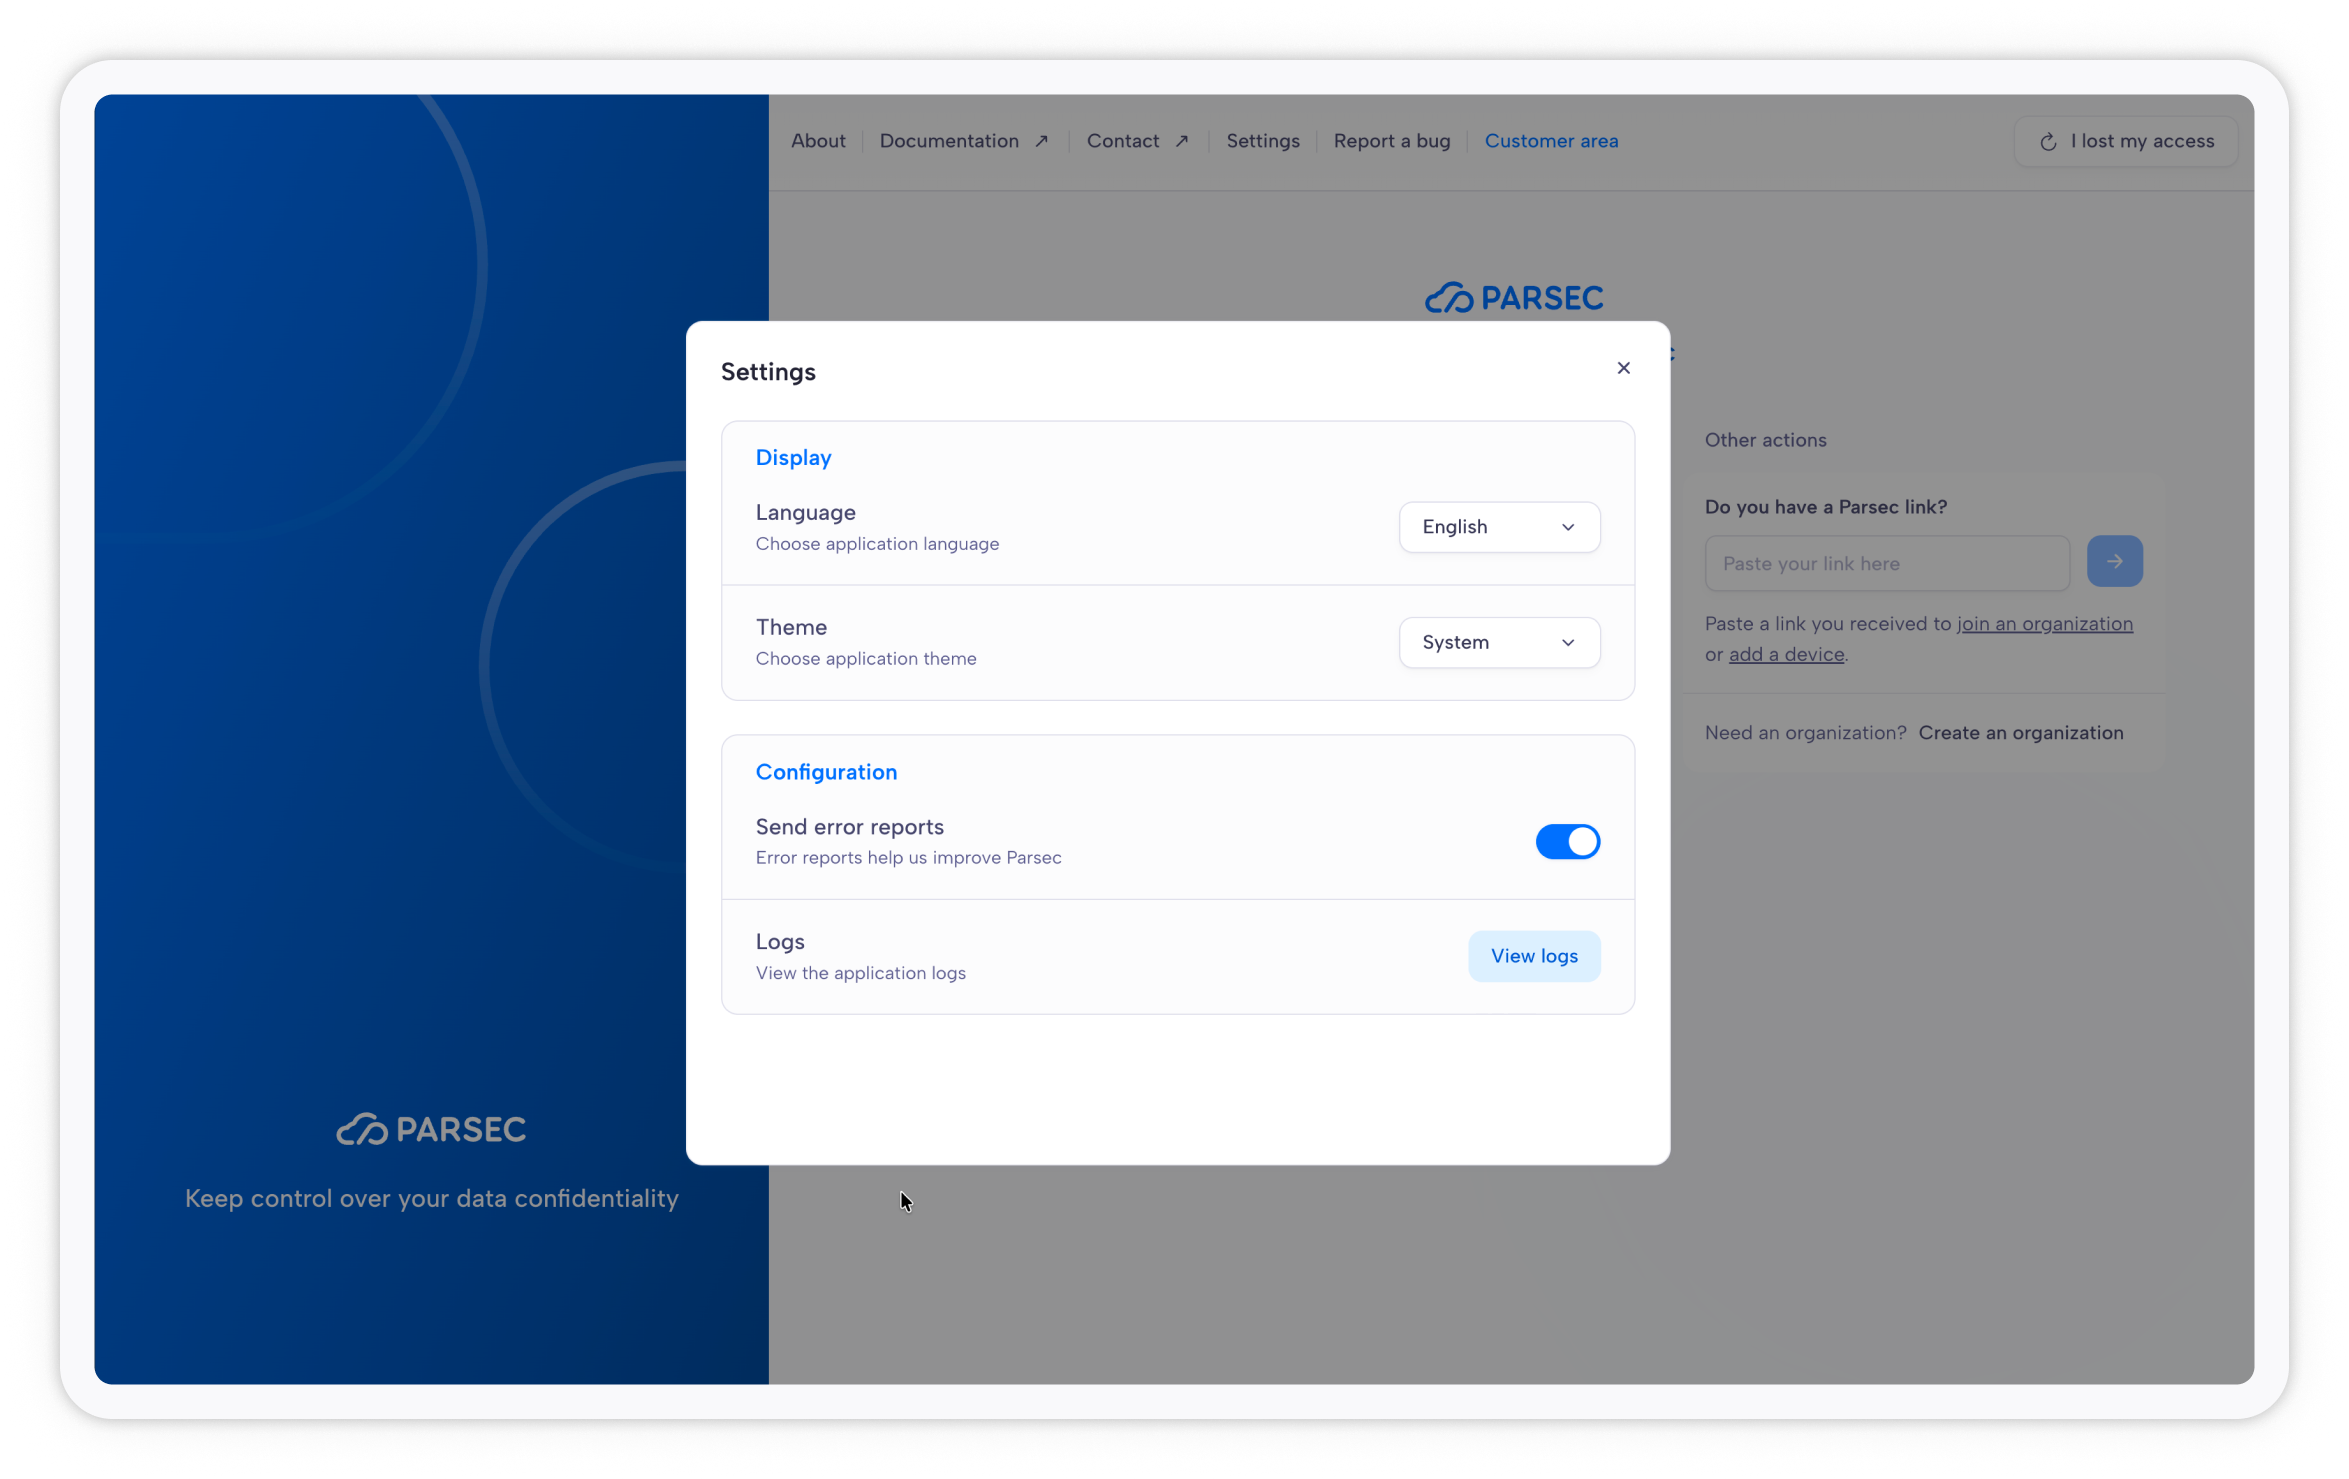 About
Documentation ↗
Contact ↗
Settings
Report a bug
Customer area
I lost my access
PARSEC
Settings
Display
Language
Choose application language
English
Theme
Choose application theme
System
Configuration
Send error reports
Error reports help us improve Parsec
Logs
View the application logs
View logs
Other actions
Do you have a Parsec link?
Paste your link here
Paste a link you received to join an organization
or add a device.
Need an organization? Create an organization
PARSEC
Keep control over your data confidentiality